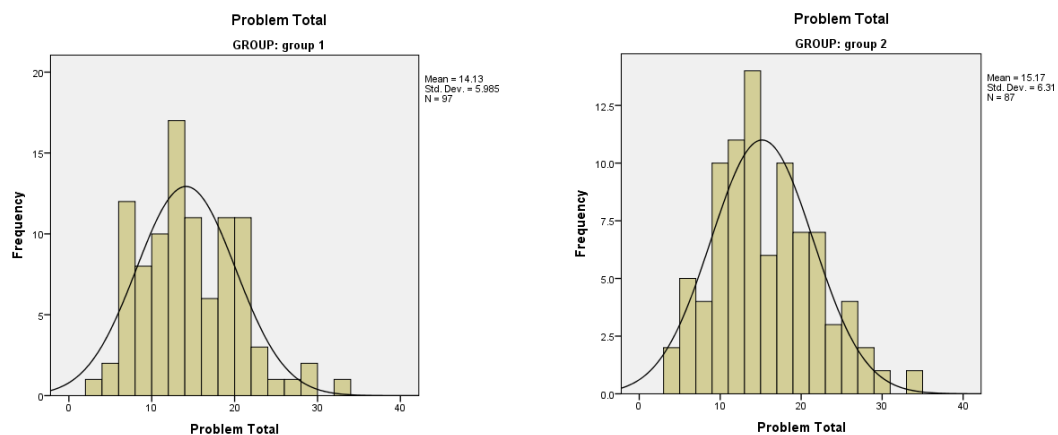 Problem Total
GROUP: group 1
Mean = 14.13
Std. Dev. = 5.985
N = 97
20
15
10
5
0
Frequency
0 10 20 30 40
Problem Total
Problem Total
GROUP: group 2
Mean = 15.17
Std. Dev. = 6.31
N = 87
12.5
10.0
7.5
5.0
2.5
0.0
Frequency
0 10 20 30 40
Problem Total